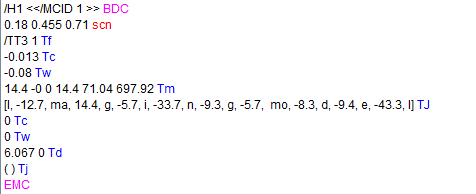 /H1 <</MCID 1 >> BDC
0.18 0.455 0.71 scn
/TT3 1 Tf
-0.013 Tc
-0.08 Tw
14.4 -0 0 14.4 71.04 697.92 Tm
[I, -12.7, ma, 14.4, g, -5.7, i, -33.7, n, -9.3, g, -5.7,  mo, -8.3, d, -9.4, e, -43.3, l] TJ
0 Tc
0 Tw
6.067 0 Td
( ) Tj
EMC